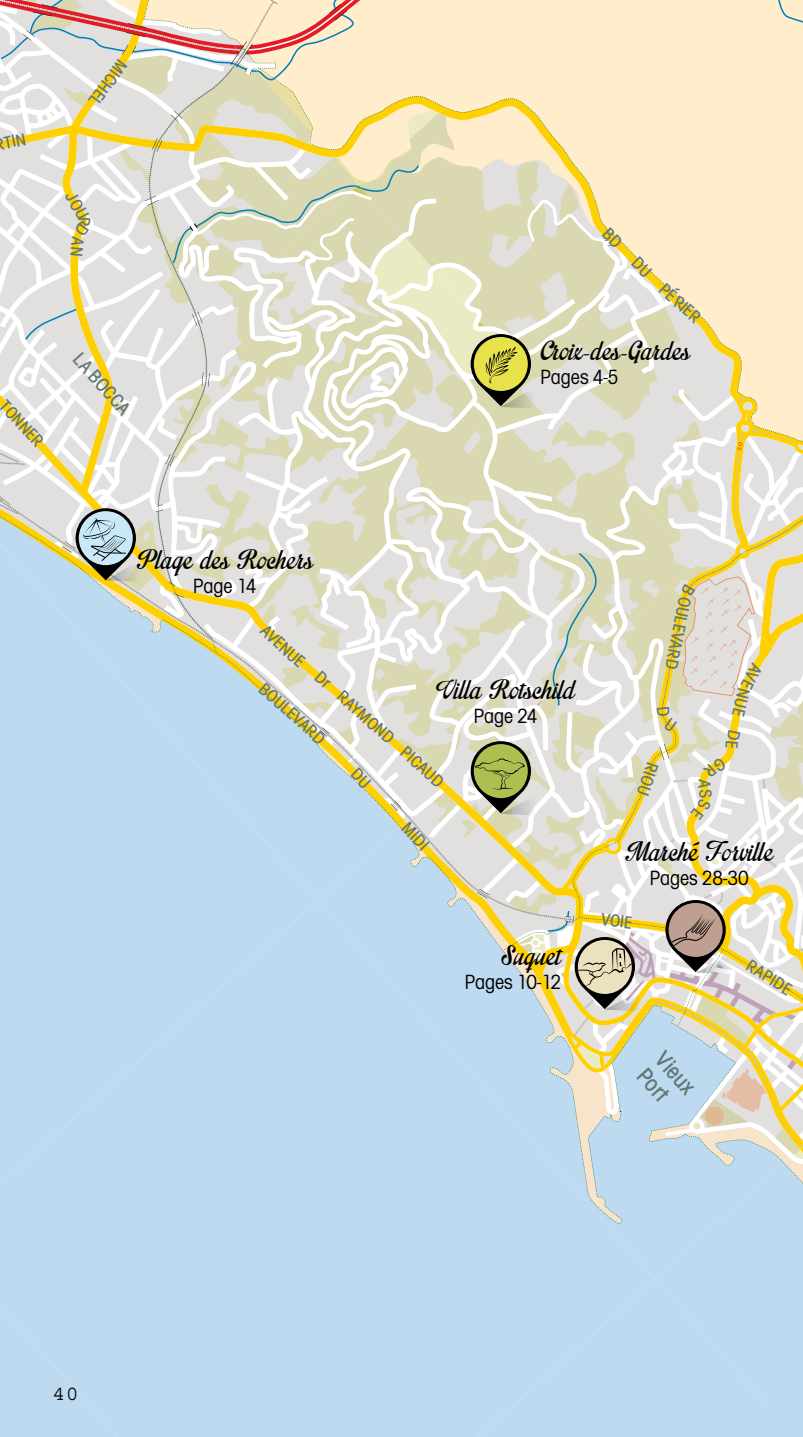 MICHEL
RTIN
JOURDAN
BD DU PÉRIER
LA BOCCA
Croix-des-Gardes
Pages 4-5
TONNER
Plage des Rochers
Page 14
AVENUE Dr RAYMOND PICAUD
BOULEVARD DU MIDI
BOULEVARD DU RIOU
AVENUE DE GRASSE
Villa Rotschild
Page 24
Marché Forville
Pages 28-30
VOIE RAPIDE
Suquet
Pages 10-12
Vieux
Port
40